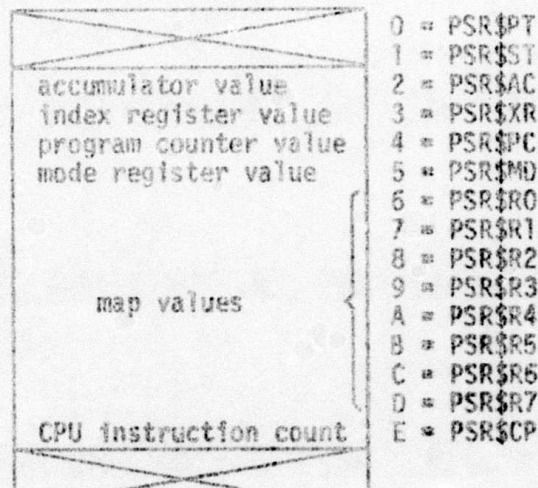 0 = PSR$PT
1 = PSR$ST
accumulator value 2 = PSR$AC
index register value 3 = PSR$XR
program counter value 4 = PSR$PC
mode register value 5 = PSR$MD
6 = PSR$R0
7 = PSR$R1
8 = PSR$R2
map values 9 = PSR$R3
A = PSR$R4
B = PSR$R5
C = PSR$R6
D = PSR$R7
CPU instruction count E = PSR$CP